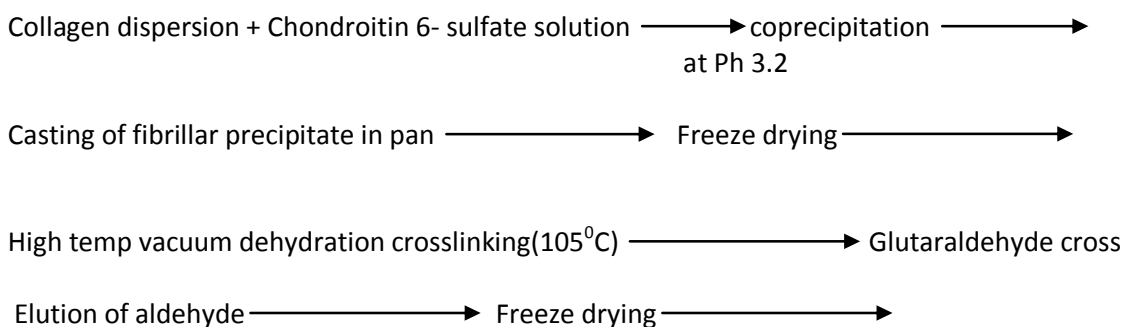 Collagen dispersion + Chondroitin 6- sulfate solution coprecipitation
at Ph 3.2
Casting of fibrillar precipitate in pan Freeze drying
High temp vacuum dehydration crosslinking(105⁰C) Glutaraldehyde cross
Elution of aldehyde Freeze drying